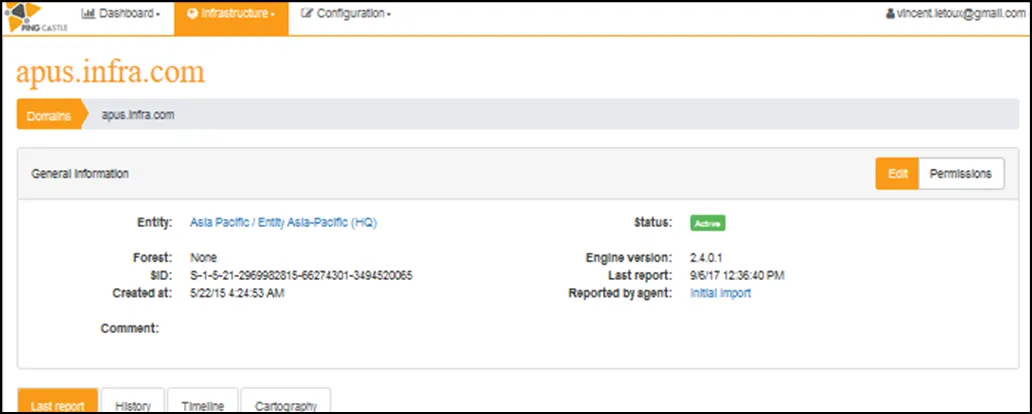 PING CASTLE Dashboard Infrastructure Configuration vincent.letoux@gmail.com
apus.infra.com
Domains apus.infra.com
General Information Edit Permissions
Entity: Asia Pacific / Entity Asia-Pacific (HQ) Status: Active
Forest: None Engine version: 2.4.0.1
SID: S-1-5-21-2969982815-66274301-3494520065 Last report: 9/6/17 12:36:40 PM
Created at: 5/22/15 4:24:53 AM Reported by agent: Initial Import
Comment:
Last report History Timeline Cartography